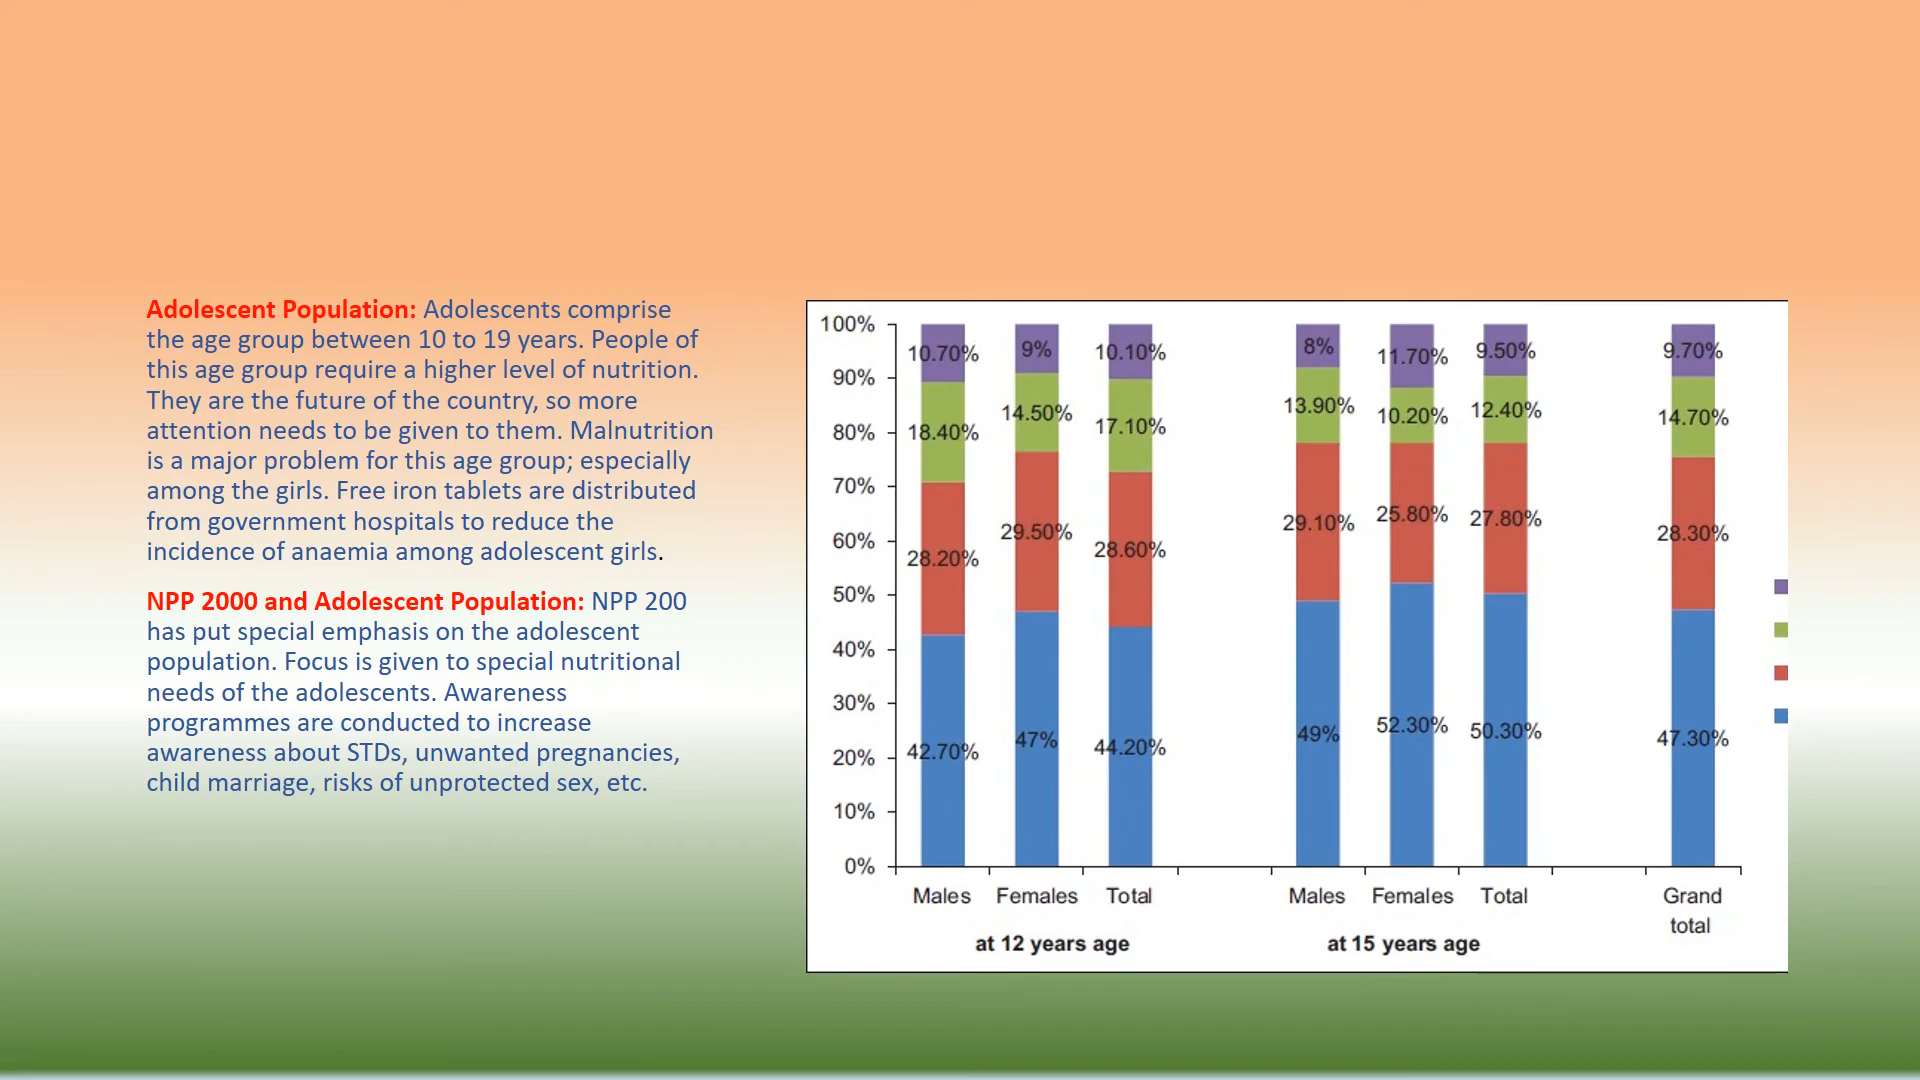 Adolescent Population: Adolescents comprise
the age group between 10 to 19 years. People of
this age group require a higher level of nutrition.
They are the future of the country, so more
attention needs to be given to them. Malnutrition
is a major problem for this age group; especially
among the girls. Free iron tablets are distributed
from government hospitals to reduce the
incidence of anaemia among adolescent girls.
NPP 2000 and Adolescent Population: NPP 200
has put special emphasis on the adolescent
population. Focus is given to special nutritional
needs of the adolescents. Awareness
programmes are conducted to increase
awareness about STDs, unwanted pregnancies,
child marriage, risks of unprotected sex, etc.
100%
90%
80%
70%
60%
50%
40%
30%
20%
10%
0%
10.70% 9% 10.10% 8% 11.70% 9.50% 9.70%
18.40% 14.50% 17.10% 13.90% 10.20% 12.40% 14.70%
28.20% 29.50% 28.60% 29.10% 25.80% 27.80% 28.30%
42.70% 47% 44.20% 49% 52.30% 50.30% 47.30%
Males Females Total Males Females Total Grand
total
at 12 years age at 15 years age